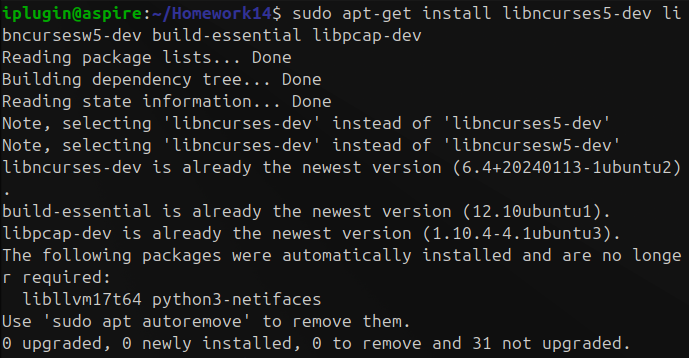 iplugin@aspire:~/Homework14$ sudo apt-get install libncurses5-dev li
bncursesw5-dev build-essential libpcap-dev
Reading package lists... Done
Building dependency tree... Done
Reading state information... Done
Note, selecting 'libncurses-dev' instead of 'libncurses5-dev'
Note, selecting 'libncurses-dev' instead of 'libncursesw5-dev'
libncurses-dev is already the newest version (6.4+20240113-1ubuntu2)
.
build-essential is already the newest version (12.10ubuntu1).
libpcap-dev is already the newest version (1.10.4-4.1ubuntu3).
The following packages were automatically installed and are no longe
r required:
  libllvm17t64 python3-netifaces
Use 'sudo apt autoremove' to remove them.
0 upgraded, 0 newly installed, 0 to remove and 31 not upgraded.